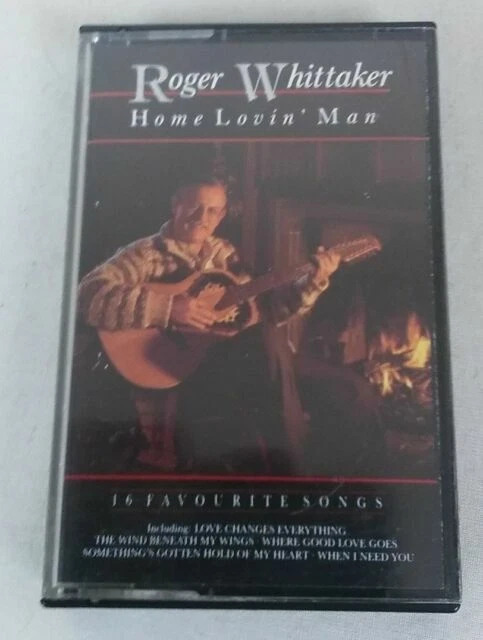 Roger Whittaker
Home Lovin' Man
16 FAVOURITE SONGS
Including: LOVE CHANGES EVERYTHING
THE WIND BENEATH MY WINGS · WHERE GOOD LOVE GOES
SOMETHING'S GOTTEN HOLD OF MY HEART · WHEN I NEED YOU